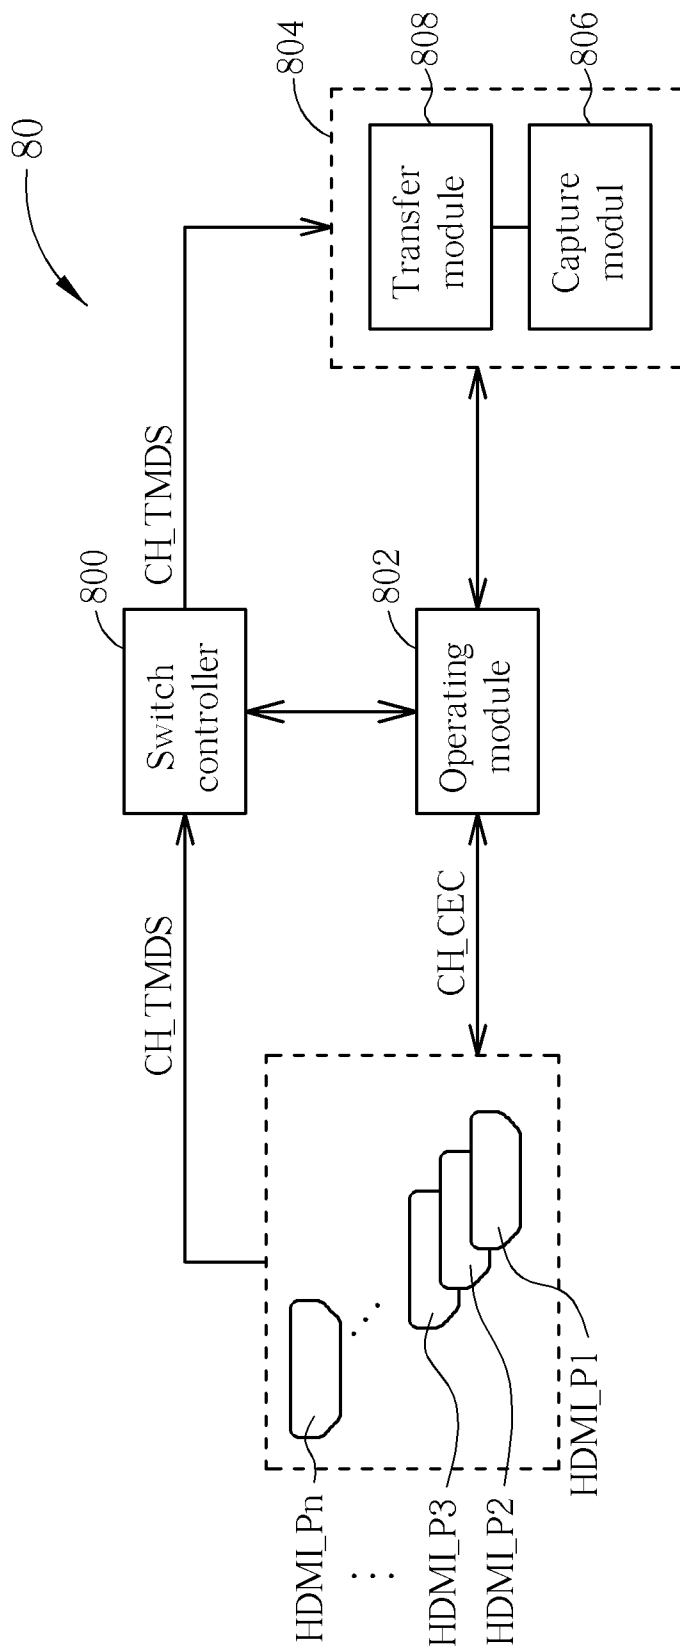 80
CH_TMDS
800
Switch
controller
CH_TMDS
804
Transfer
module
808
Capture
modul
806
802
Operating
module
CH_CEC
HDMI_Pn
...
HDMI_P3
HDMI_P2
HDMI_P1